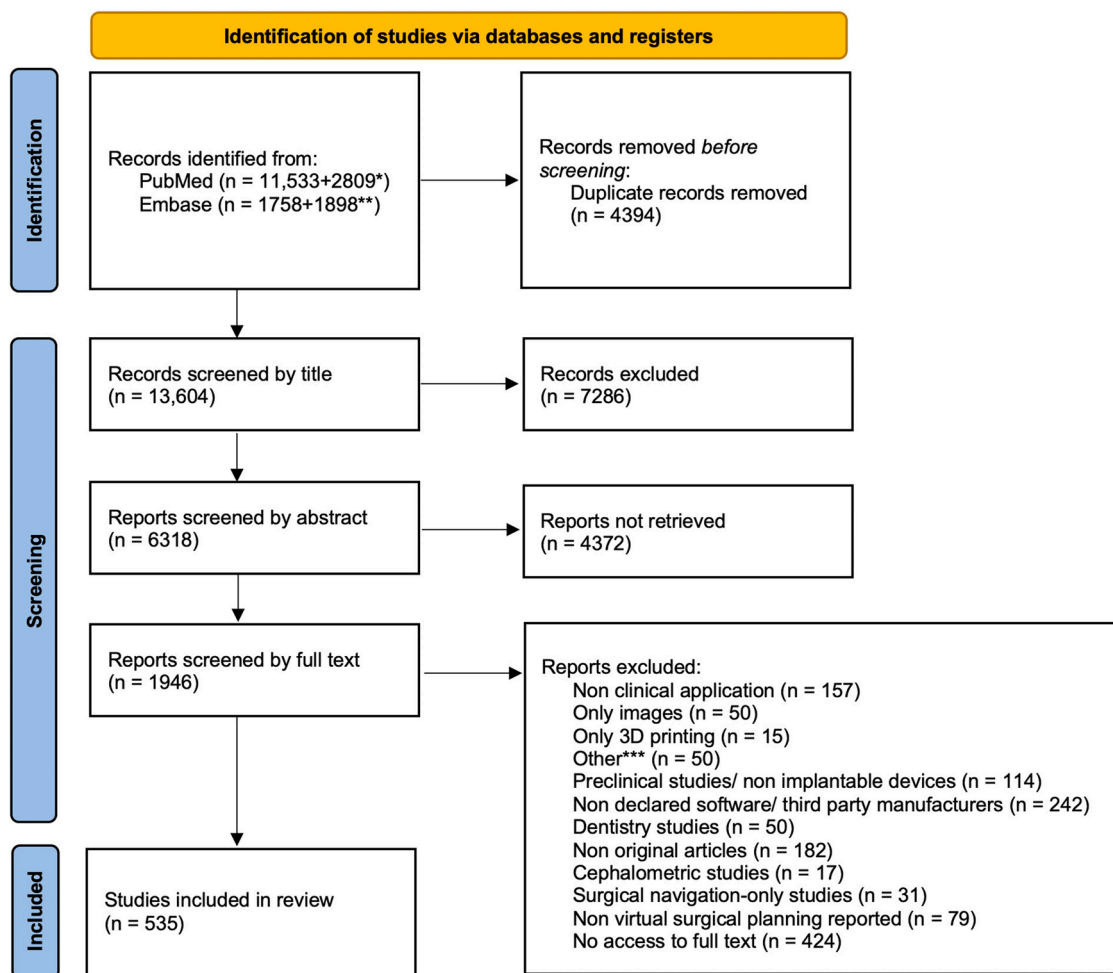 Identification of studies via databases and registers
Identification
Records identified from:
PubMed (n = 11,533+2809*)
Embase (n = 1758+1898**)
Records removed before
screening:
Duplicate records removed
(n = 4394)
Screening
Records screened by title
(n = 13,604)
Records excluded
(n = 7286)
Reports screened by abstract
(n = 6318)
Reports not retrieved
(n = 4372)
Reports screened by full text
(n = 1946)
Reports excluded:
Non clinical application (n = 157)
Only images (n = 50)
Only 3D printing (n = 15)
Other*** (n = 50)
Preclinical studies/ non implantable devices (n = 114)
Non declared software/ third party manufacturers (n = 242)
Dentistry studies (n = 50)
Non original articles (n = 182)
Cephalometric studies (n = 17)
Surgical navigation-only studies (n = 31)
Non virtual surgical planning reported (n = 79)
No access to full text (n = 424)
Included
Studies included in review
(n = 535)